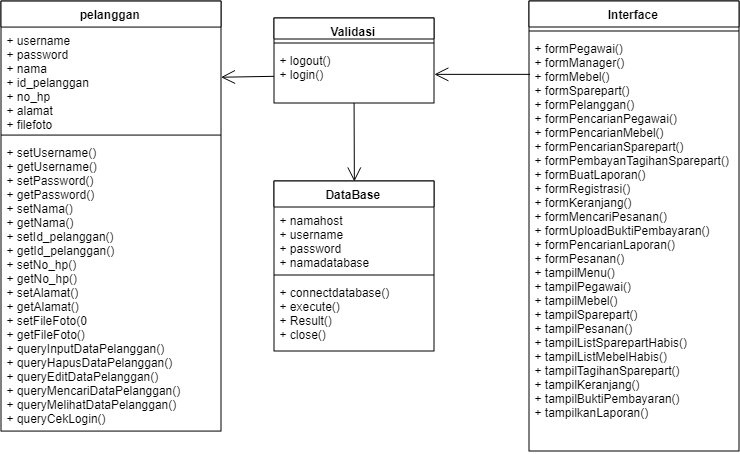 pelanggan
+ username
+ password
+ nama
+ id_pelanggan
+ no_hp
+ alamat
+ filefoto
+ setUsername()
+ getUsername()
+ setPassword()
+ getPassword()
+ setNama()
+ getNama()
+ setId_pelanggan()
+ getId_pelanggan()
+ setNo_hp()
+ getNo_hp()
+ setAlamat()
+ getAlamat()
+ setFileFoto(0
+ getFileFoto()
+ queryInputDataPelanggan()
+ queryHapusDataPelanggan()
+ queryEditDataPelanggan()
+ queryMencariDataPelanggan()
+ queryMelihatDataPelanggan()
+ queryCekLogin()
Validasi
+ logout()
+ login()
DataBase
+ namahost
+ username
+ password
+ namadatabase
+ connectdatabase()
+ execute()
+ Result()
+ close()
Interface
+ formPegawai()
+ formManager()
+ formMebel()
+ formSparepart()
+ formPelanggan()
+ formPencarianPegawai()
+ formPencarianMebel()
+ formPencarianSparepart()
+ formPembayanTagihanSparepart()
+ formBuatLaporan()
+ formRegistrasi()
+ formKeranjang()
+ formMencariPesanan()
+ formUploadBuktiPembayaran()
+ formPencarianLaporan()
+ formPesanan()
+ tampilMenu()
+ tampilPegawai()
+ tampilMebel()
+ tampilSparepart()
+ tampilPesanan()
+ tampilListSparepartHabis()
+ tampilListMebelHabis()
+ tampilTagihanSparepart()
+ tampilKeranjang()
+ tampilBuktiPembayaran()
+ tampilkanLaporan()